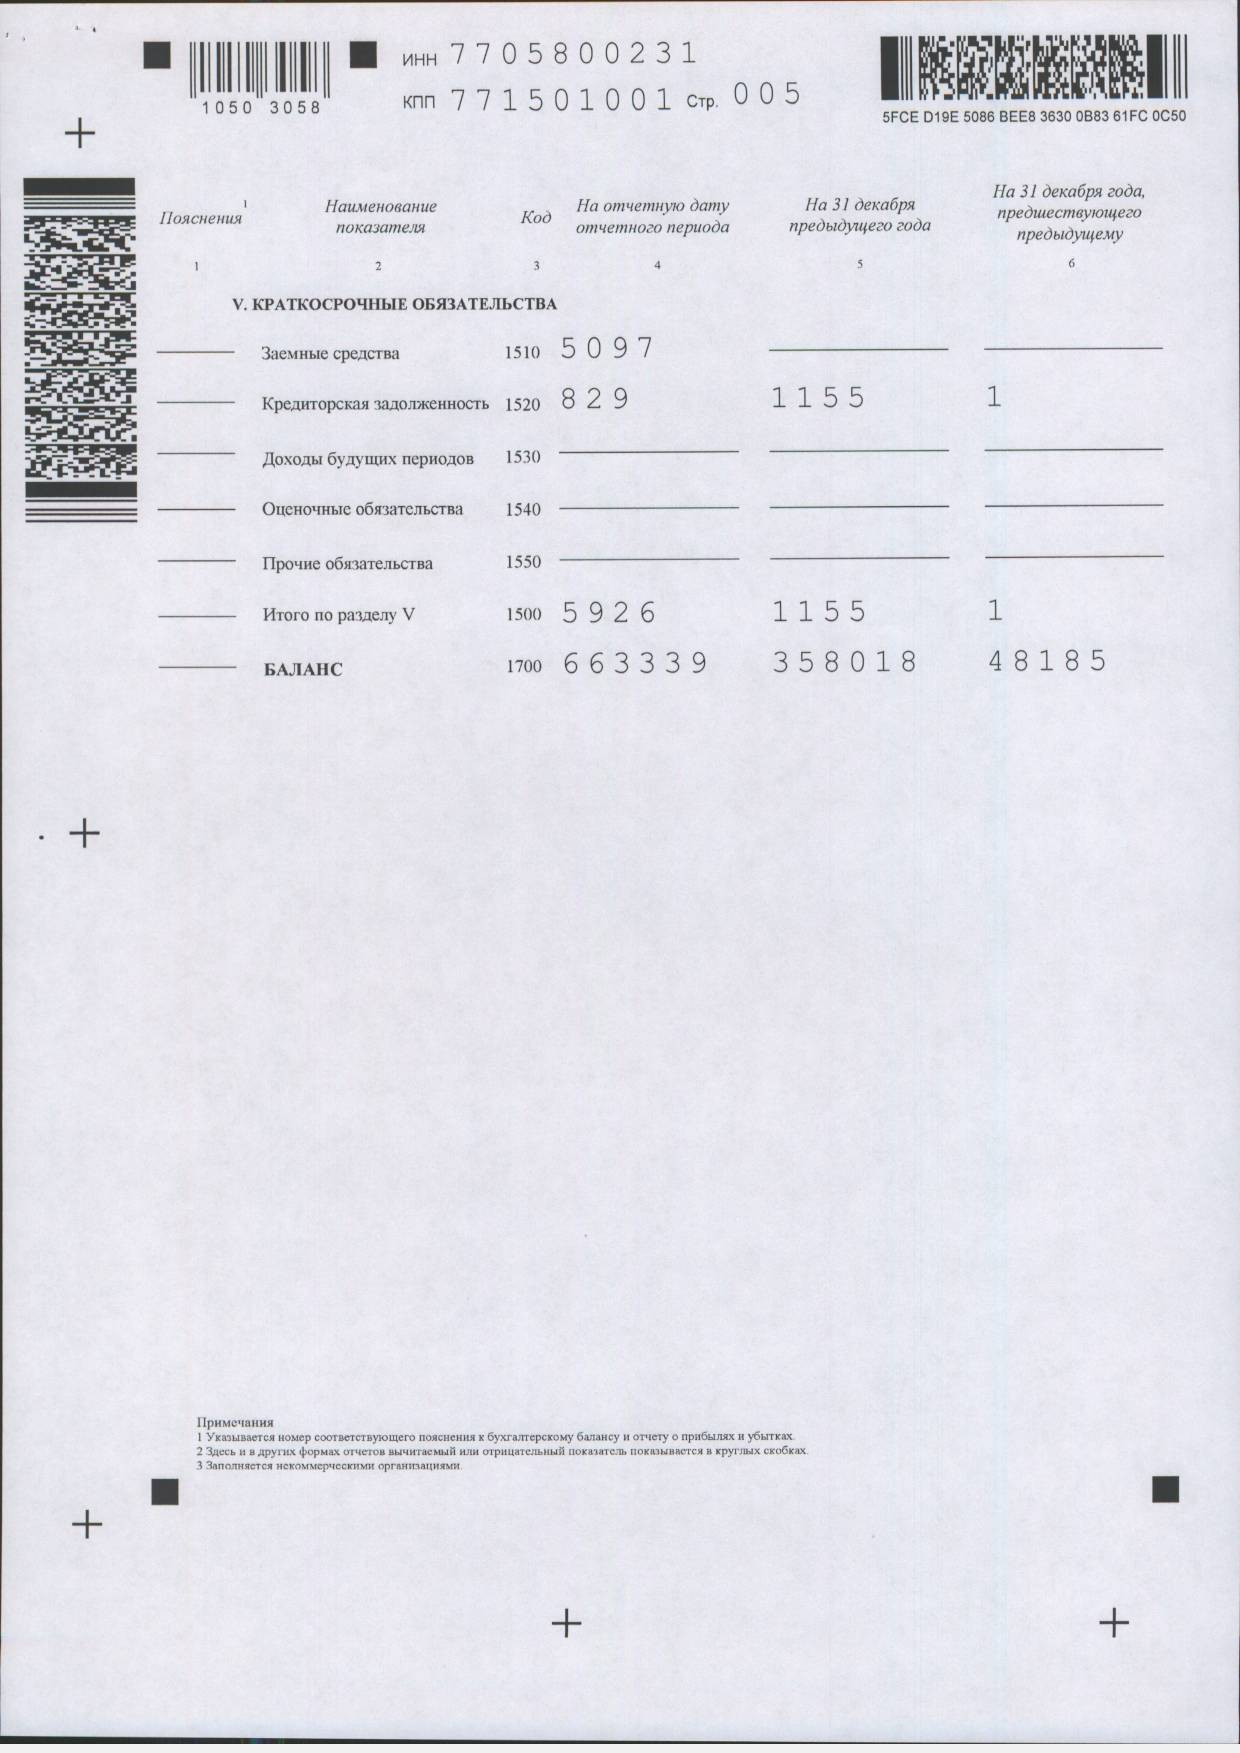 ИНН 7705800231
1050 3058
КПП 771501001 Стр. 005
5FCE D19E 5086 BEE8 3630 0B83 61FC 0C50
Пояснения 1
Наименование
показателя
Код
На отчетную дату
отчетного периода
На 31 декабря
предыдущего года
На 31 декабря года,
предшествующего
предыдущему
1 2 3 4 5 6
V. КРАТКОСРОЧНЫЕ ОБЯЗАТЕЛЬСТВА
Заемные средства 1510 5097
Кредиторская задолженность 1520 829 1155 1
Доходы будущих периодов 1530
Оценочные обязательства 1540
Прочие обязательства 1550
Итого по разделу V 1500 5926 1155 1
БАЛАНС 1700 663339 358018 48185
Примечания
1 Указывается номер соответствующего пояснения к бухгалтерскому балансу и отчету о прибылях и убытках.
2 Здесь и в других формах отчетов вычитаемый или отрицательный показатель показывается в круглых скобках.
3 Заполняется некоммерческими организациями.